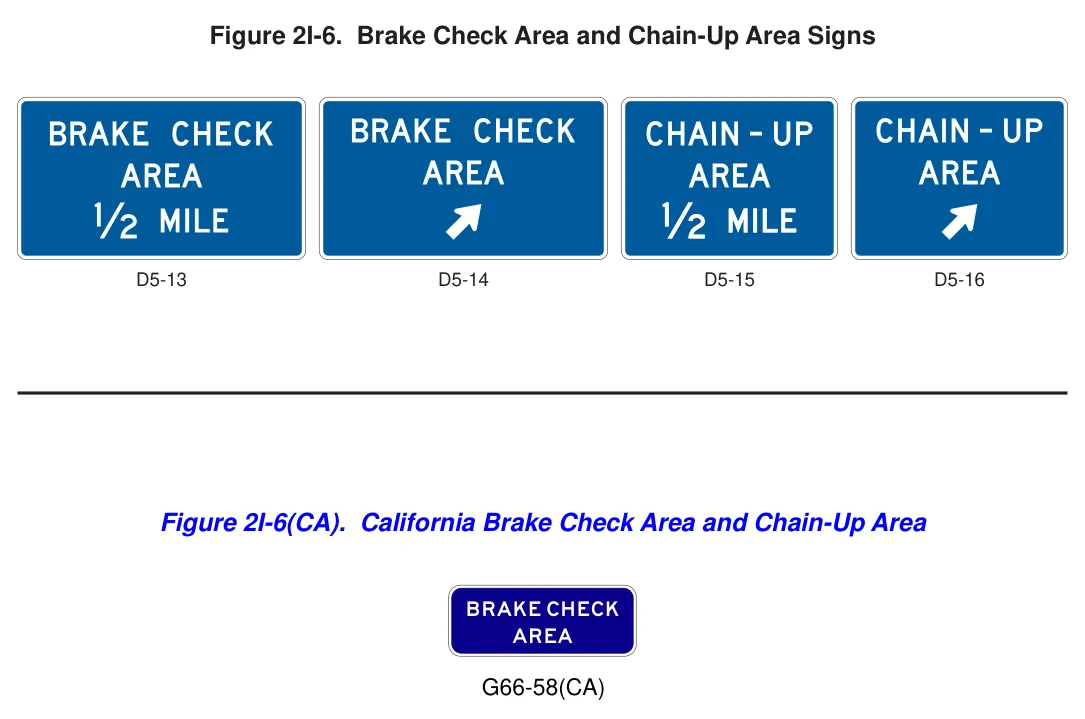 Figure 2I-6.  Brake Check Area and Chain-Up Area Signs
BRAKE CHECK
AREA
1/2 MILE
D5-13
BRAKE CHECK
AREA
D5-14
CHAIN - UP
AREA
1/2 MILE
D5-15
CHAIN - UP
AREA
D5-16
Figure 2I-6(CA).  California Brake Check Area and Chain-Up Area
BRAKE CHECK
AREA
G66-58(CA)